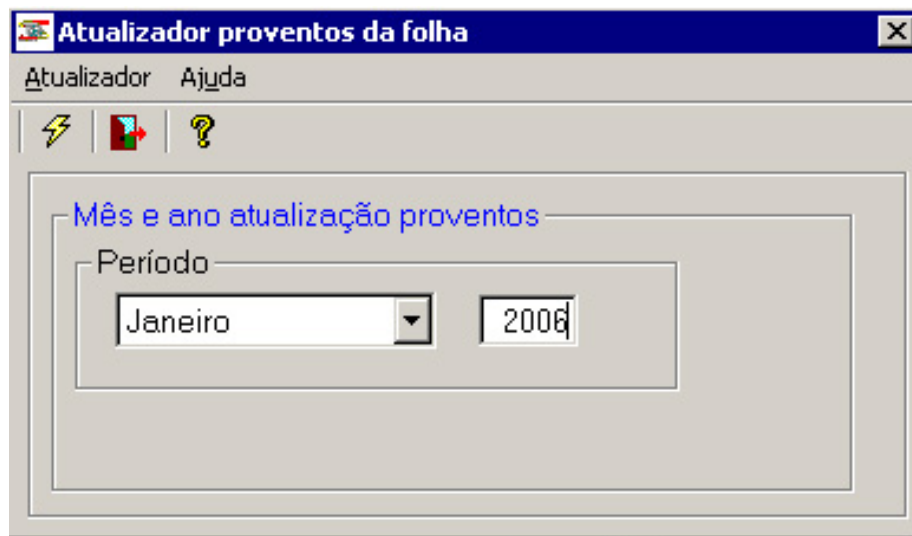 Atualizador proventos da folha
Atualizador Ajuda
Mês e ano atualização proventos
Período
Janeiro 2006